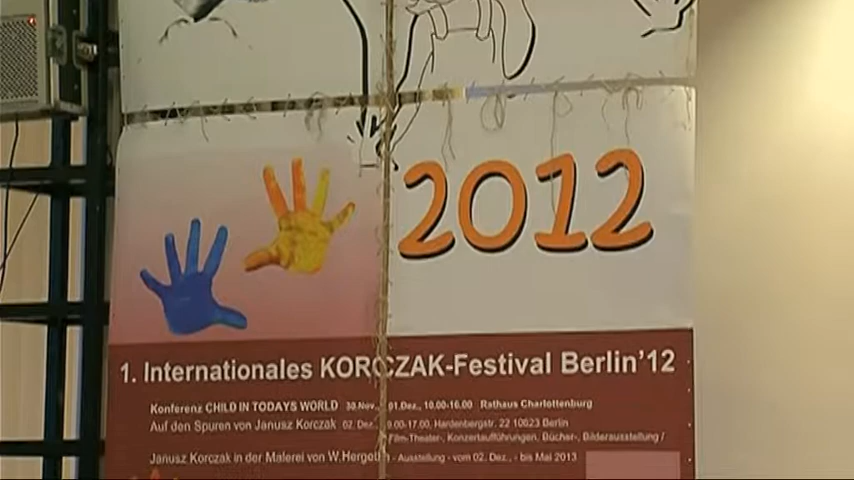 2012
1. Internationales KORCZAK-Festival Berlin'12
Konferenz CHILD IN TODAYS WORLD 30.Nov., 01.Dez., 10.00-16.00 Rathaus Charlottenburg
Auf den Spuren von Janusz Korczak 02. Dez., 9.00-17.00, Hardenbergstr. 22 10623 Berlin
Film-Theater-, Konzertaufführungen, Bücher-, Bilderausstellung /
Janusz Korczak in der Malerei von W.Hergeth - Ausstellung - vom 02. Dez., - bis Mai 2013